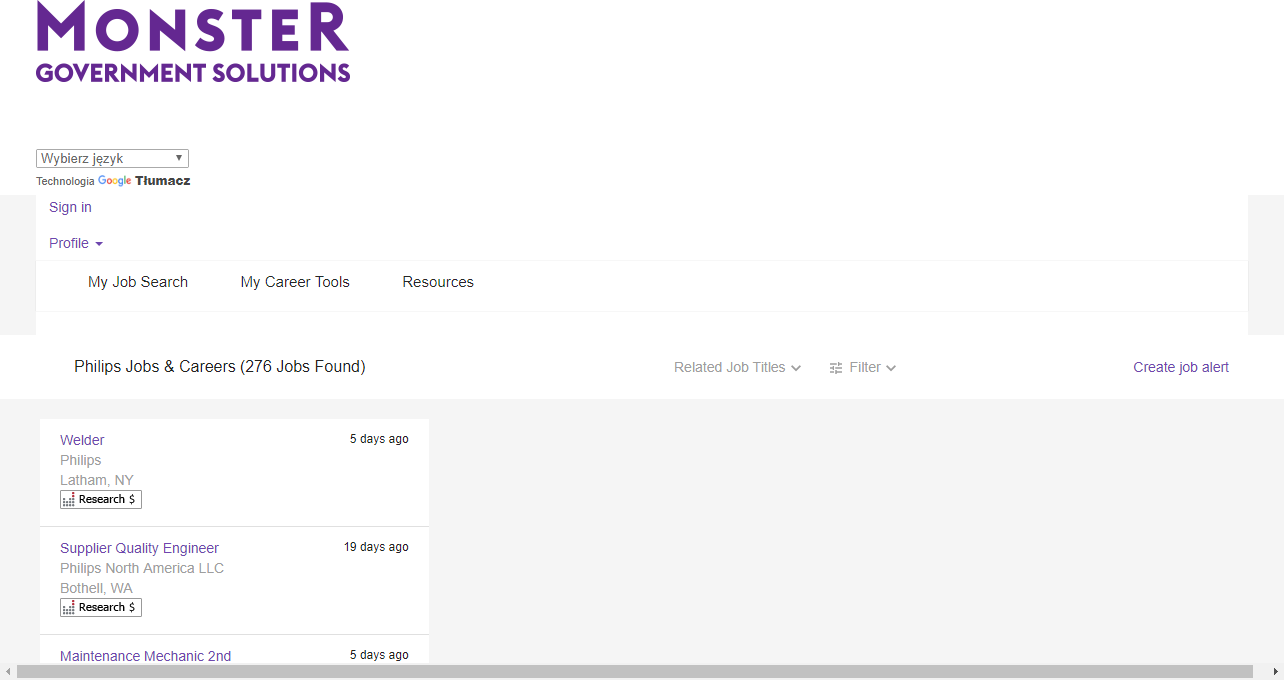 MONSTER
GOVERNMENT SOLUTIONS
Wybierz język
Technologia Google Tłumacz
Sign in
Profile
My Job Search My Career Tools Resources
Philips Jobs & Careers (276 Jobs Found) Related Job Titles Filter Create job alert
Welder 5 days ago
Philips
Latham, NY
Research $
Supplier Quality Engineer 19 days ago
Philips North America LLC
Bothell, WA
Research $
Maintenance Mechanic 2nd 5 days ago